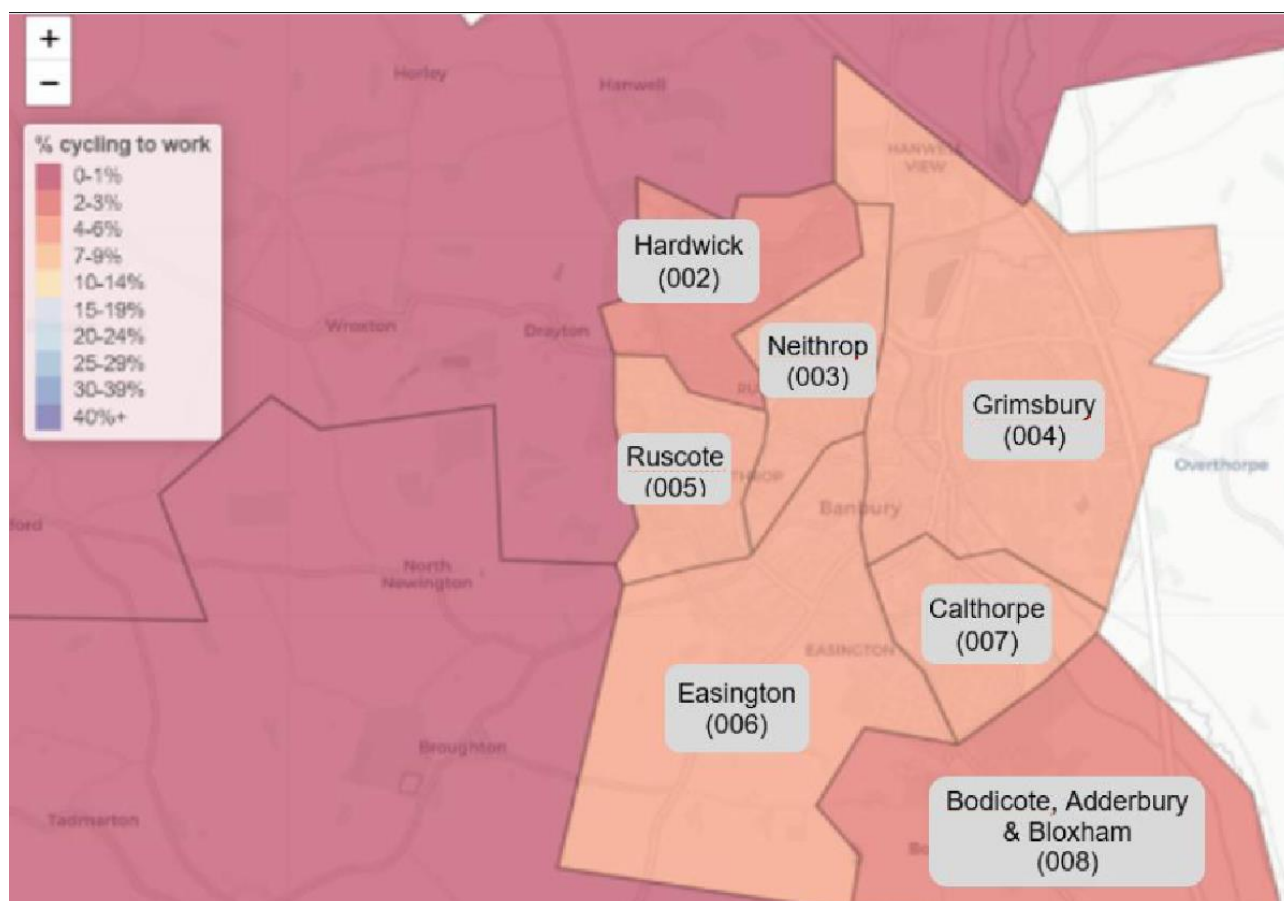 +
−
% cycling to work
0-1%
2-3%
4-6%
7-9%
10-14%
15-19%
20-24%
25-29%
30-39%
40%+
Horley
Hanwell
HANWELL
VIEW
Hardwick
(002)
Wroxton
Drayton
Neithrop
(003)
Grimsbury
(004)
Ruscote
(005)
Overthorpe
Banbury
North
Newington
Calthorpe
(007)
EASINGTON
Easington
(006)
Broughton
Tadmarton
Bodicote, Adderbury
& Bloxham
(008)